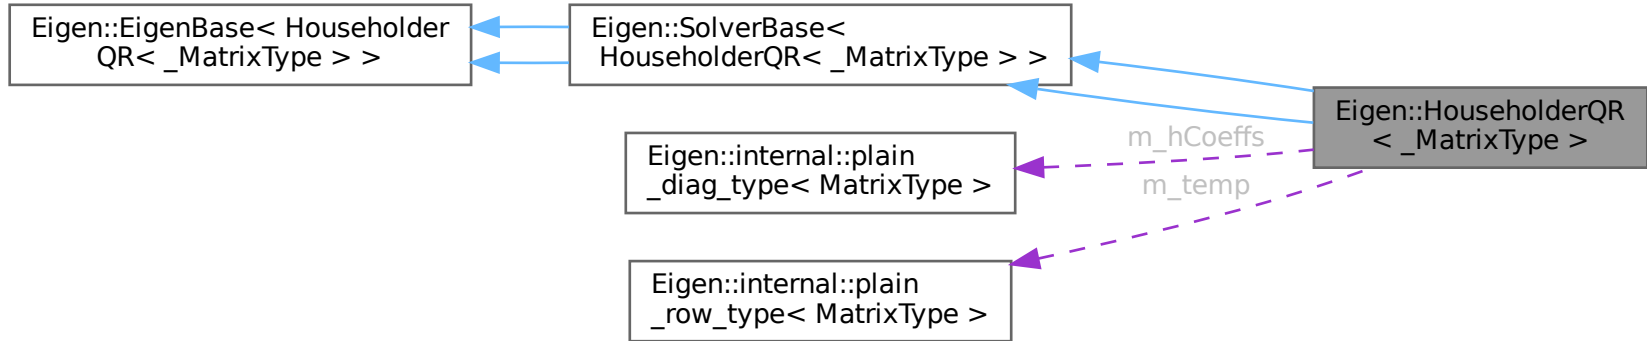 Eigen::EigenBase< Householder
QR< _MatrixType > >
Eigen::SolverBase<
HouseholderQR< _MatrixType > >
Eigen::HouseholderQR
< _MatrixType >
m_hCoeffs
Eigen::internal::plain
_diag_type< MatrixType >
m_temp
Eigen::internal::plain
_row_type< MatrixType >